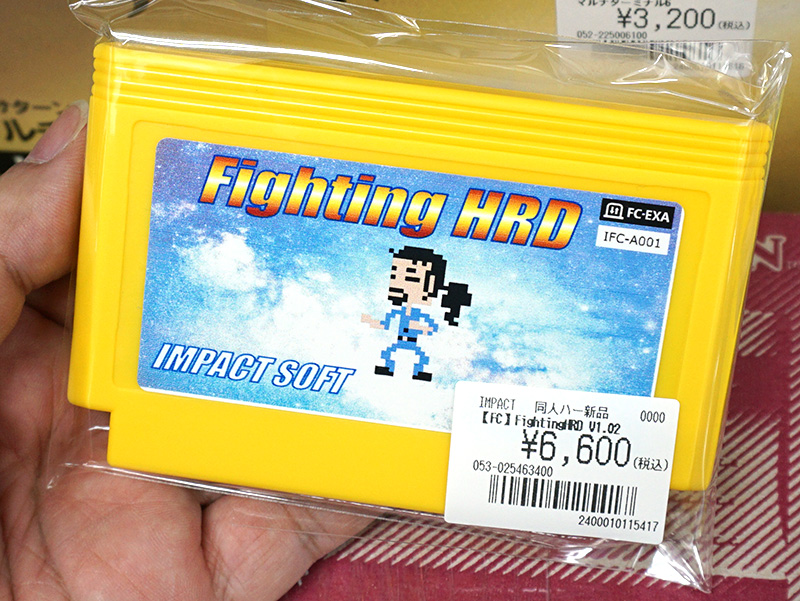 マルチターミナル6
¥3,200(税込)
052-225006100
Fighting HRD
FC-EXA
IFC-A001
IMPACT SOFT
IMPACT 同人ハー新品 0000
【FC】FightingHRD V1.02
¥6,600(税込)
053-025463400
2400010115417